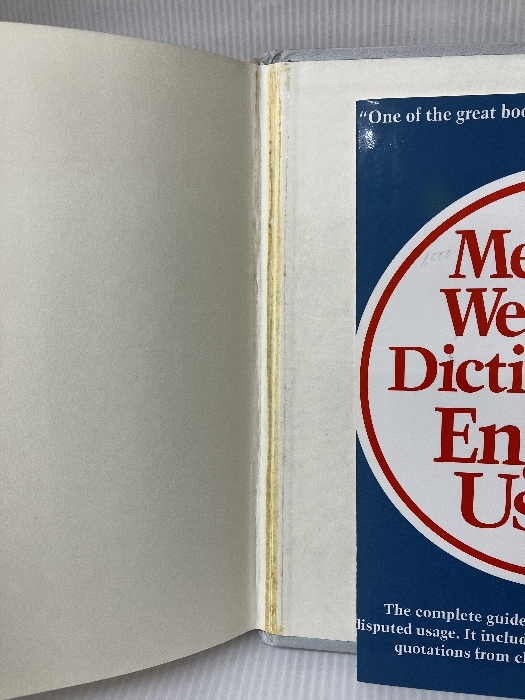 “One of the great boo
Me
We
Dicti
En
Us
The complete guide
disputed usage. It includ
quotations from cl